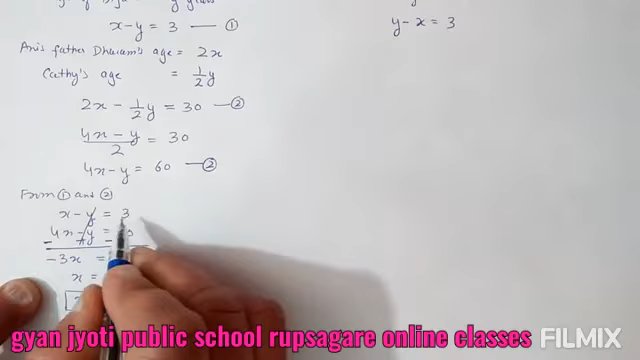 x-y = 3 —①
y-x = 3
Ani's father Dharam's age = 2x
Cathy's age = 1/2 y
2x - 1/2 y = 30 —②
4x-y/2 = 30
4x-y = 60 —②
From ① and ②
x-y = 3
4x-y =
-3x =
x =
gyan jyoti public school rupsagare online classes
FILMIX